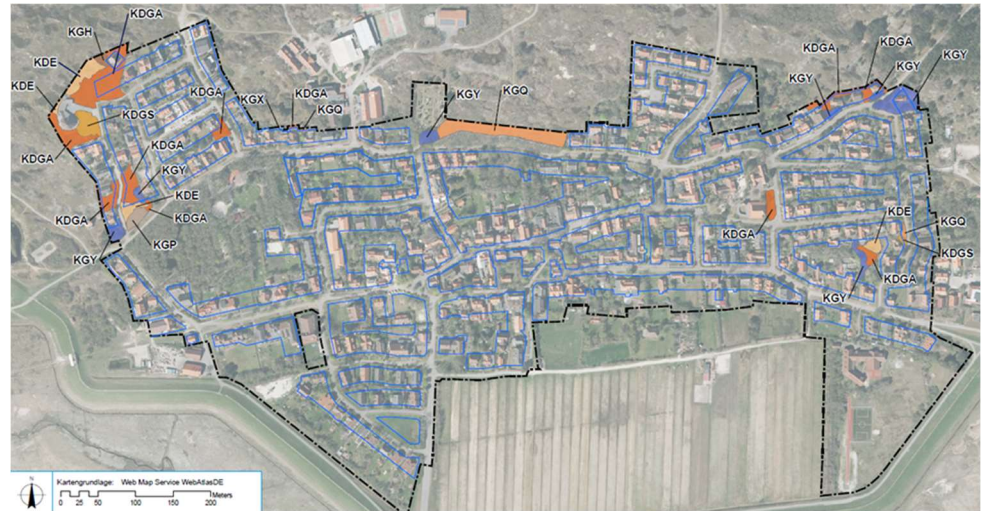 KDGA
KGH
KDE
KDE
KDGS
KDGA
KDGA
KGX
KDGA
KGQ
KGY
KGQ
KDGA
KDGA
KGY
KGY
KGY
KDGA
KGY
KDE
KDGA
KDGA
KGP
KGY
KDGA
KDE
KGQ
KDGS
KDGA
KGY
N
Kartengrundlage: Web Map Service WebAtlasDE
Meters
0 25 50 100 150 200